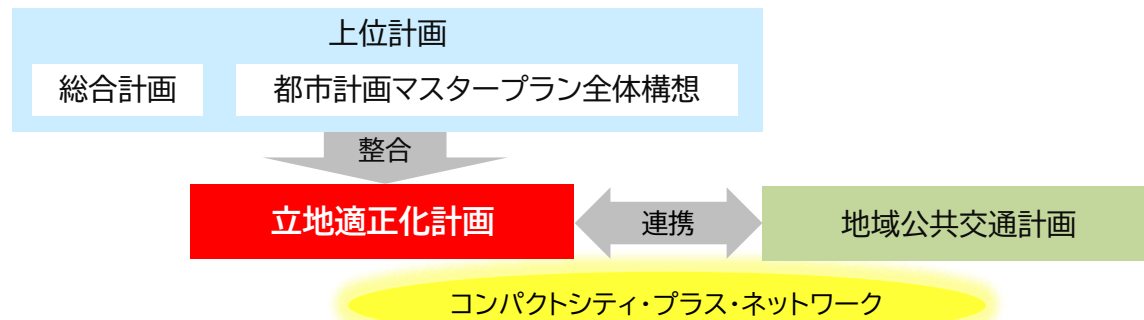 上位計画
総合計画
都市計画マスタープラン全体構想
整合
立地適正化計画
連携
地域公共交通計画
コンパクトシティ・プラス・ネットワーク